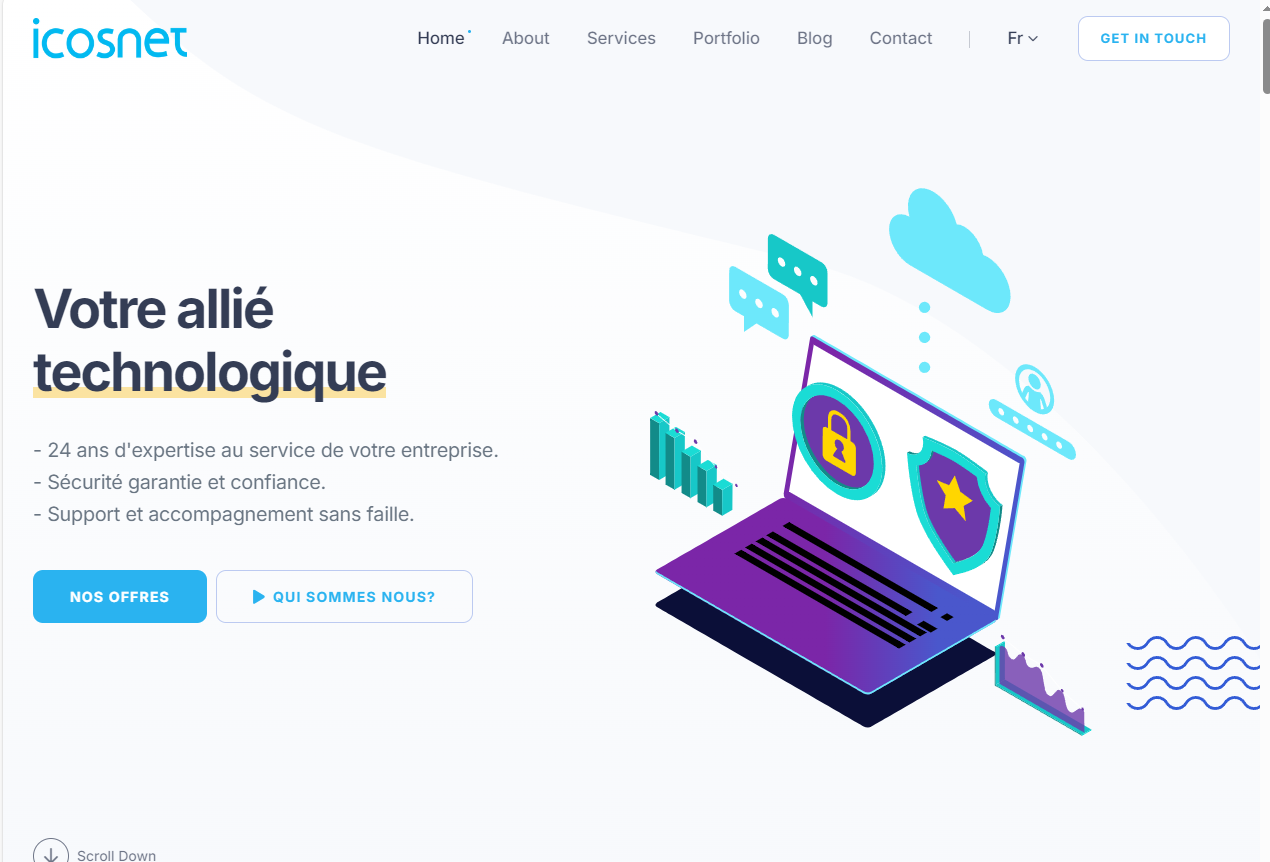 icosnet
Home About Services Portfolio Blog Contact Fr GET IN TOUCH
Votre allié
technologique
- 24 ans d'expertise au service de votre entreprise.
- Sécurité garantie et confiance.
- Support et accompagnement sans faille.
NOS OFFRES QUI SOMMES NOUS?
Scroll Down